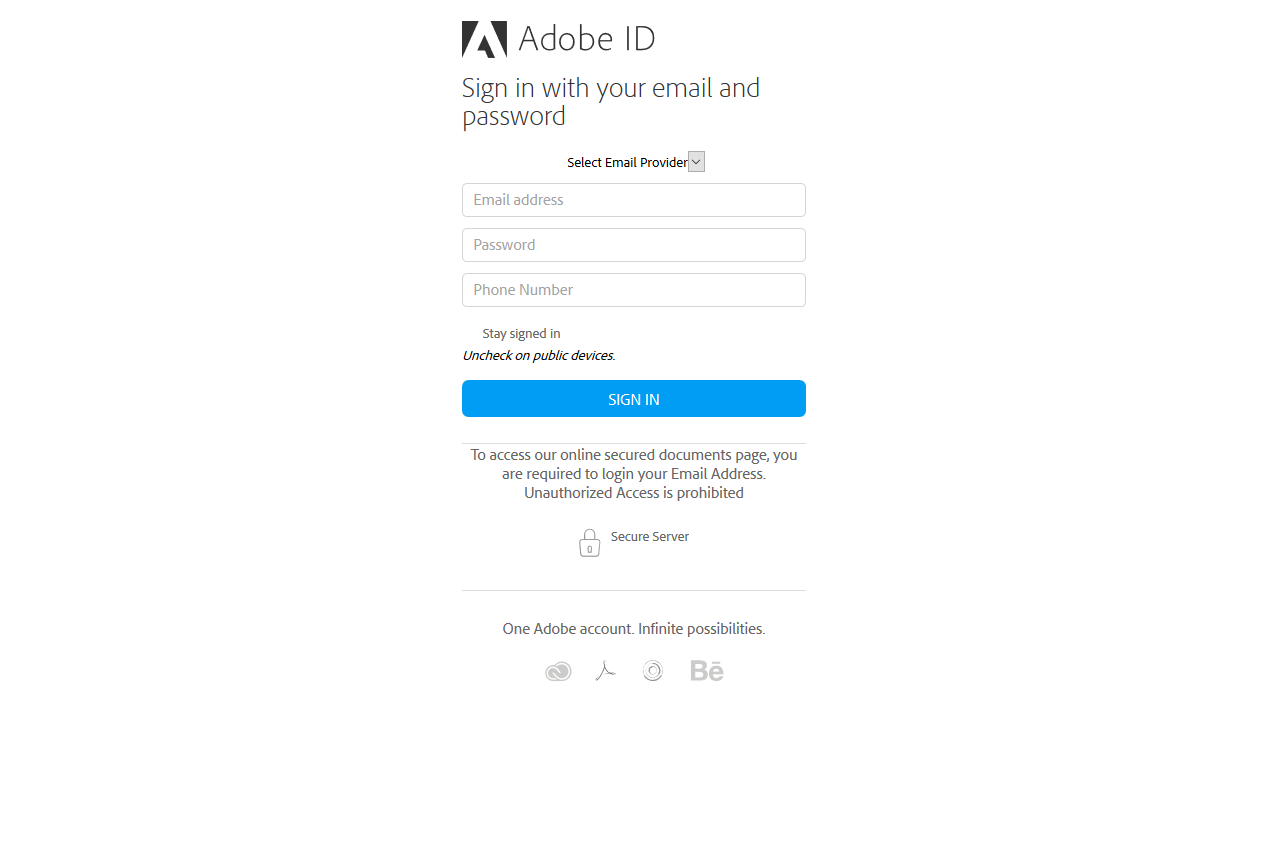 Adobe ID
Sign in with your email and
password
Select Email Provider
Email address
Password
Phone Number
Stay signed in
Uncheck on public devices.
SIGN IN
To access our online secured documents page, you
are required to login your Email Address.
Unauthorized Access is prohibited
Secure Server
One Adobe account. Infinite possibilities.
Bē